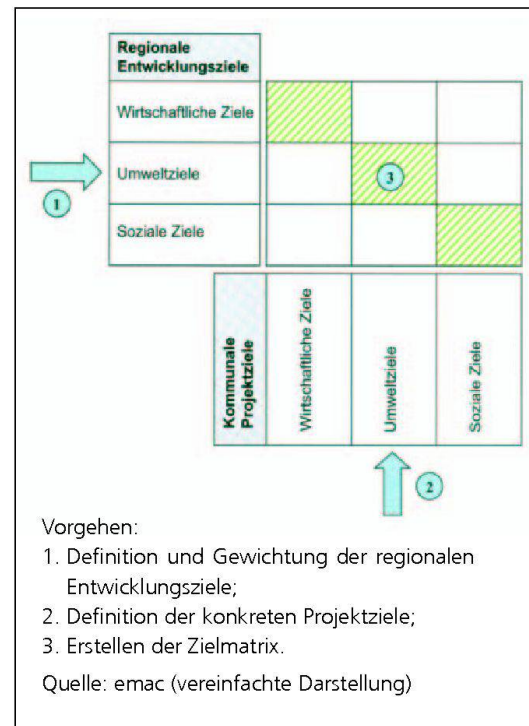 Regionale
Entwicklungsziele
Wirtschaftliche Ziele
Umweltziele
3
1
Soziale Ziele
Kommunale
Projektziele
Wirtschaftliche Ziele
Umweltziele
Soziale Ziele
2
Vorgehen:
1. Definition und Gewichtung der regionalen
Entwicklungsziele;
2. Definition der konkreten Projektziele;
3. Erstellen der Zielmatrix.
Quelle: emac (vereinfachte Darstellung)